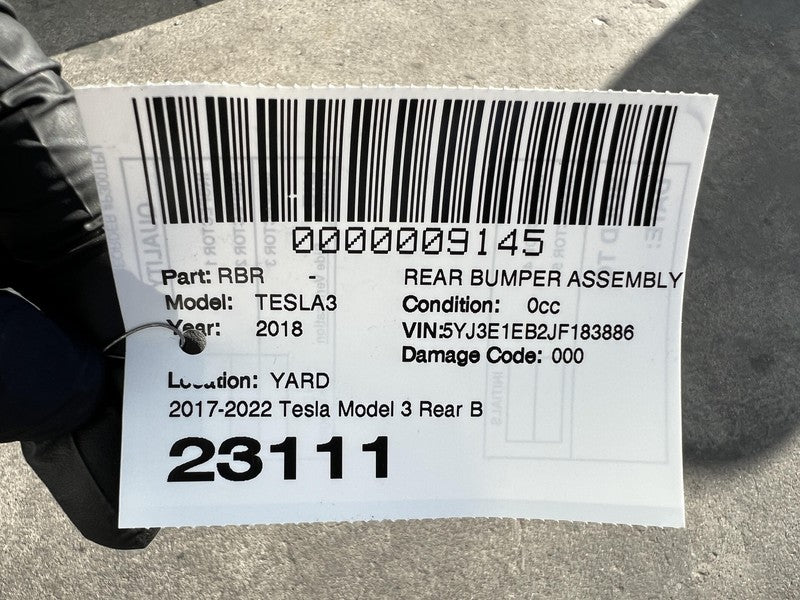 0000009145
Part: RBR - REAR BUMPER ASSEMBLY
Model: TESLA3 Condition: 0cc
Year: 2018 VIN:5YJ3E1EB2JF183886
Damage Code: 000
Location: YARD
2017-2022 Tesla Model 3 Rear B
23111